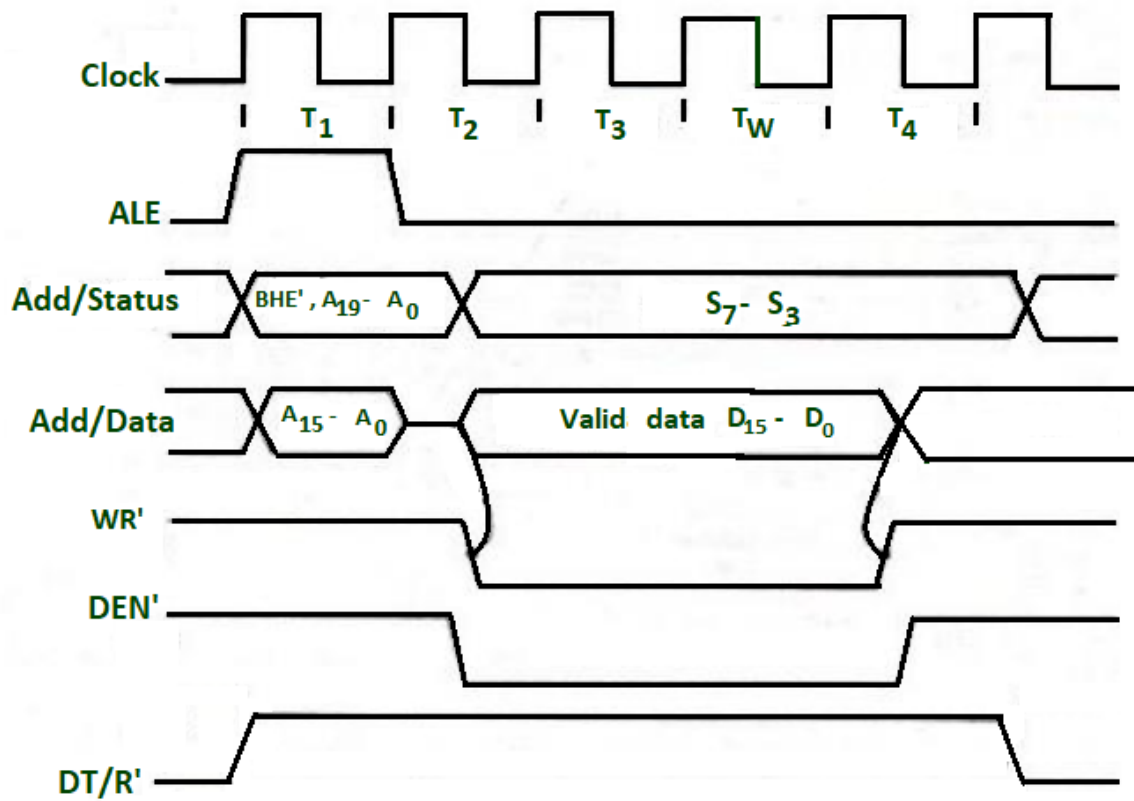 Clock
T1 T2 T3 TW T4
ALE
Add/Status BHE', A19- A0 S7- S3
Add/Data A15 - A0 Valid data D15 - D0
WR'
DEN'
DT/R'